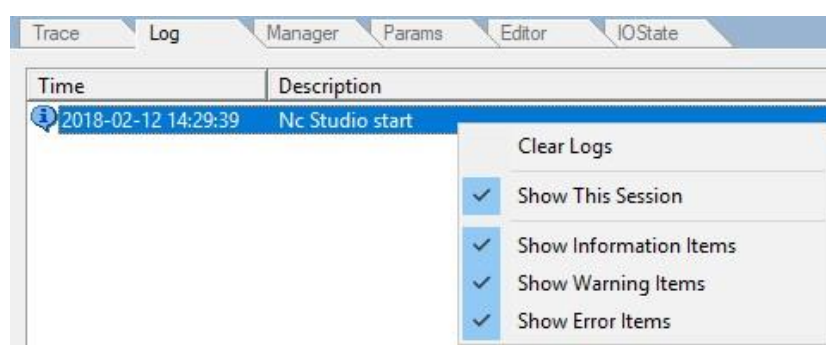 Trace Log Manager Params Editor IOState
Time Description
2018-02-12 14:29:39 Nc Studio start
Clear Logs
Show This Session
Show Information Items
Show Warning Items
Show Error Items